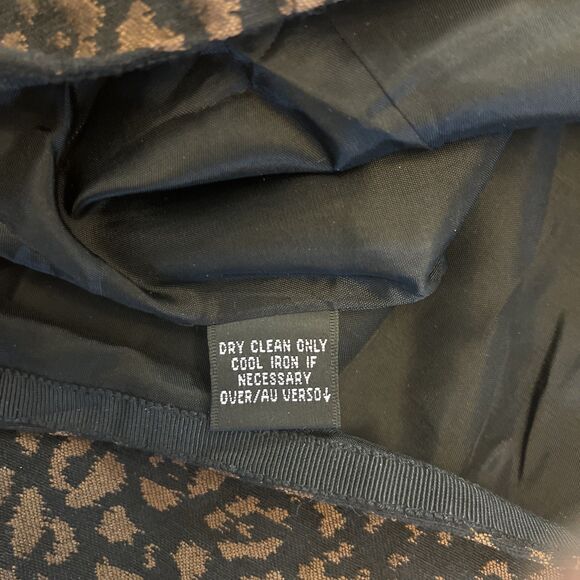 DRY CLEAN ONLY
COOL IRON IF
NECESSARY
OVER/AU VERSO↓